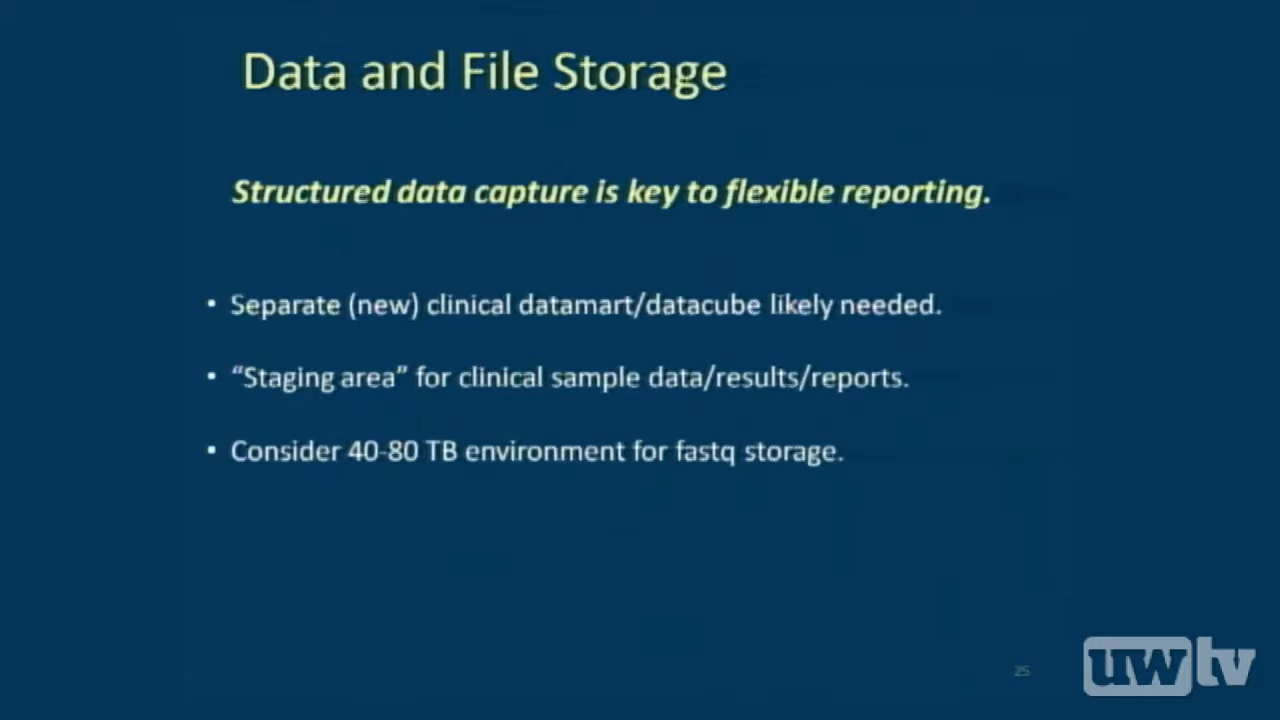 Data and File Storage
Structured data capture is key to flexible reporting.
• Separate (new) clinical datamart/datacube likely needed.
• “Staging area” for clinical sample data/results/reports.
• Consider 40-80 TB environment for fastq storage.
25
uwtv